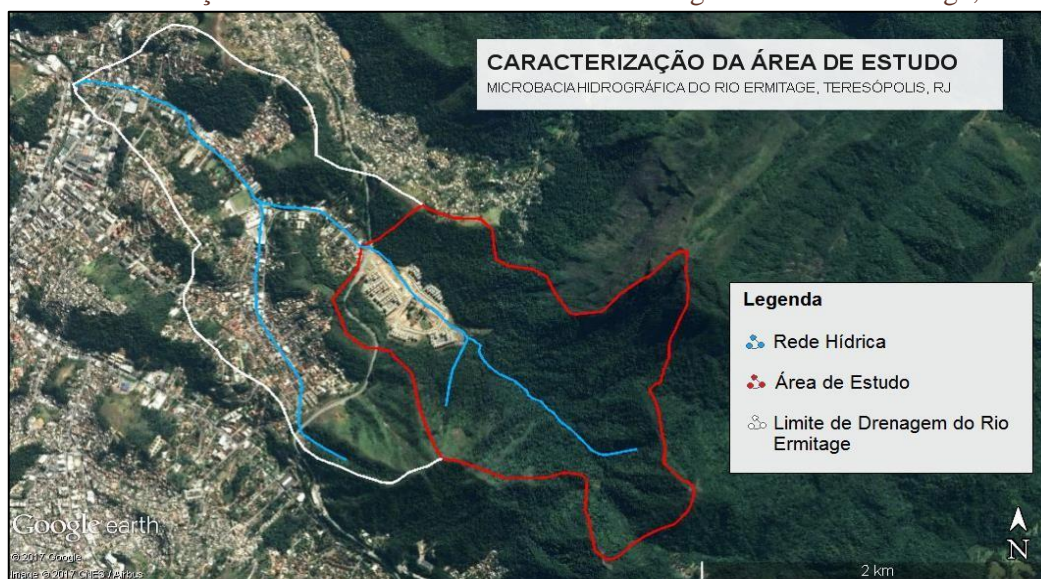 CARACTERIZAÇÃO DA ÁREA DE ESTUDO
MICROBACIA HIDROGRÁFICA DO RIO ERMITAGE, TERESÓPOLIS, RJ
Legenda
Rede Hídrica
Área de Estudo
Limite de Drenagem do Rio
Ermitage
Google earth
© 2017 Google
Image © 2017 CNES / Airbus
2 km
N